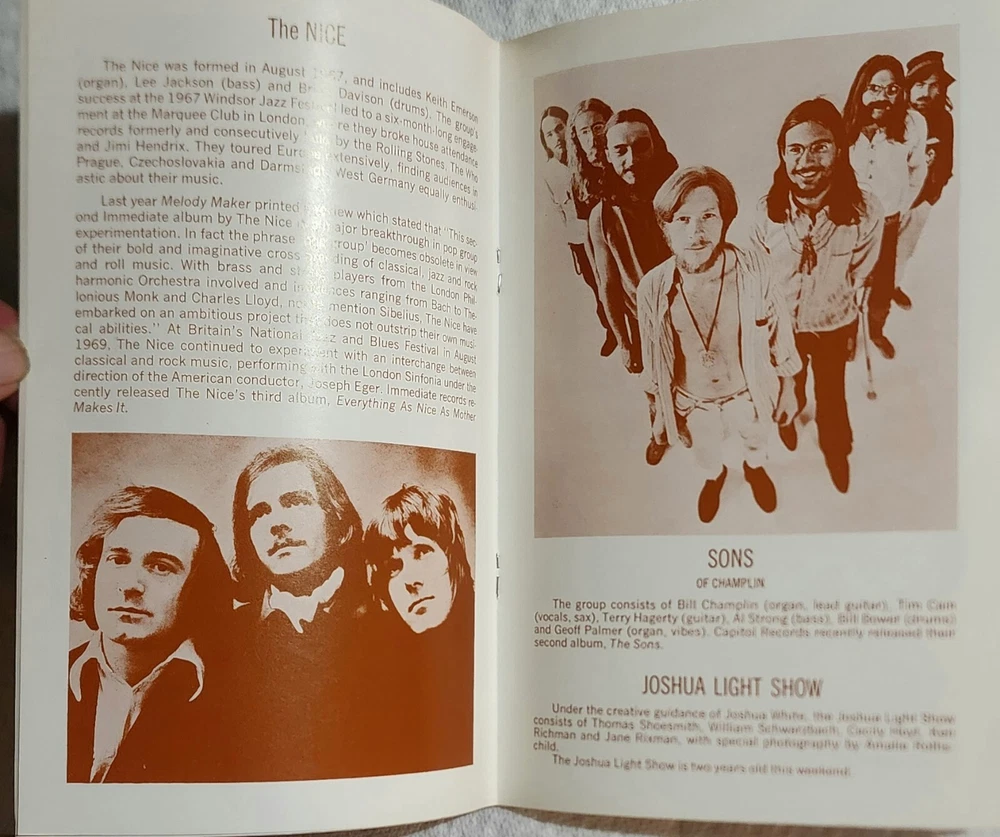 The NICE
The Nice was formed in August 1967, and includes Keith Emerson
(organ), Lee Jackson (bass) and Davison (drums). The group's
success at the 1967 Windsor Jazz led to a six-month-long engage-
ment at the Marquee Club in London, they broke house attendance
records formerly and consecutively by the Rolling Stones, The Who
and Jimi Hendrix. They toured extensively, finding audiences in
Prague, Czechoslovakia and West Germany equally enthusi-
astic about their music.
Last year Melody Maker printed which stated that "This sec-
ond Immediate album by The Nice major breakthrough in pop group
experimentation. In fact the phrase group' becomes obsolete in view
of their bold and imaginative cross of classical, jazz and rock
and roll music. With brass and players from the London Phil-
harmonic Orchestra involved and ranging from Bach to The-
lonious Monk and Charles Lloyd, mention Sibelius, The Nice have
embarked on an ambitious project does not outstrip their own musi-
cal abilities." At Britain's National and Blues Festival in August
1969, The Nice continued to experiment with an interchange between
classical and rock music, performing with the London Sinfonia under the
direction of the American conductor, Joseph Eger. Immediate records re-
cently released The Nice's third album, Everything As Nice As Mother
Makes It.
SONS
OF CHAMPLIN
The group consists of Bill Champlin (organ, lead guitar), Tim Cain
(vocals, sax), Terry Hagerty (guitar), Al Strong (bass), Bill Bowen (drums)
and Geoff Palmer (organ, vibes). Capitol Records recently released their
second album, The Sons.
JOSHUA LIGHT SHOW
Under the creative guidance of Joshua White, the Joshua Light Show
consists of Thomas Shoesmith, William Schwarzbach,
Richman and Jane Rixman, with special photography by
child.
The Joshua Light Show is two years old this weekend.